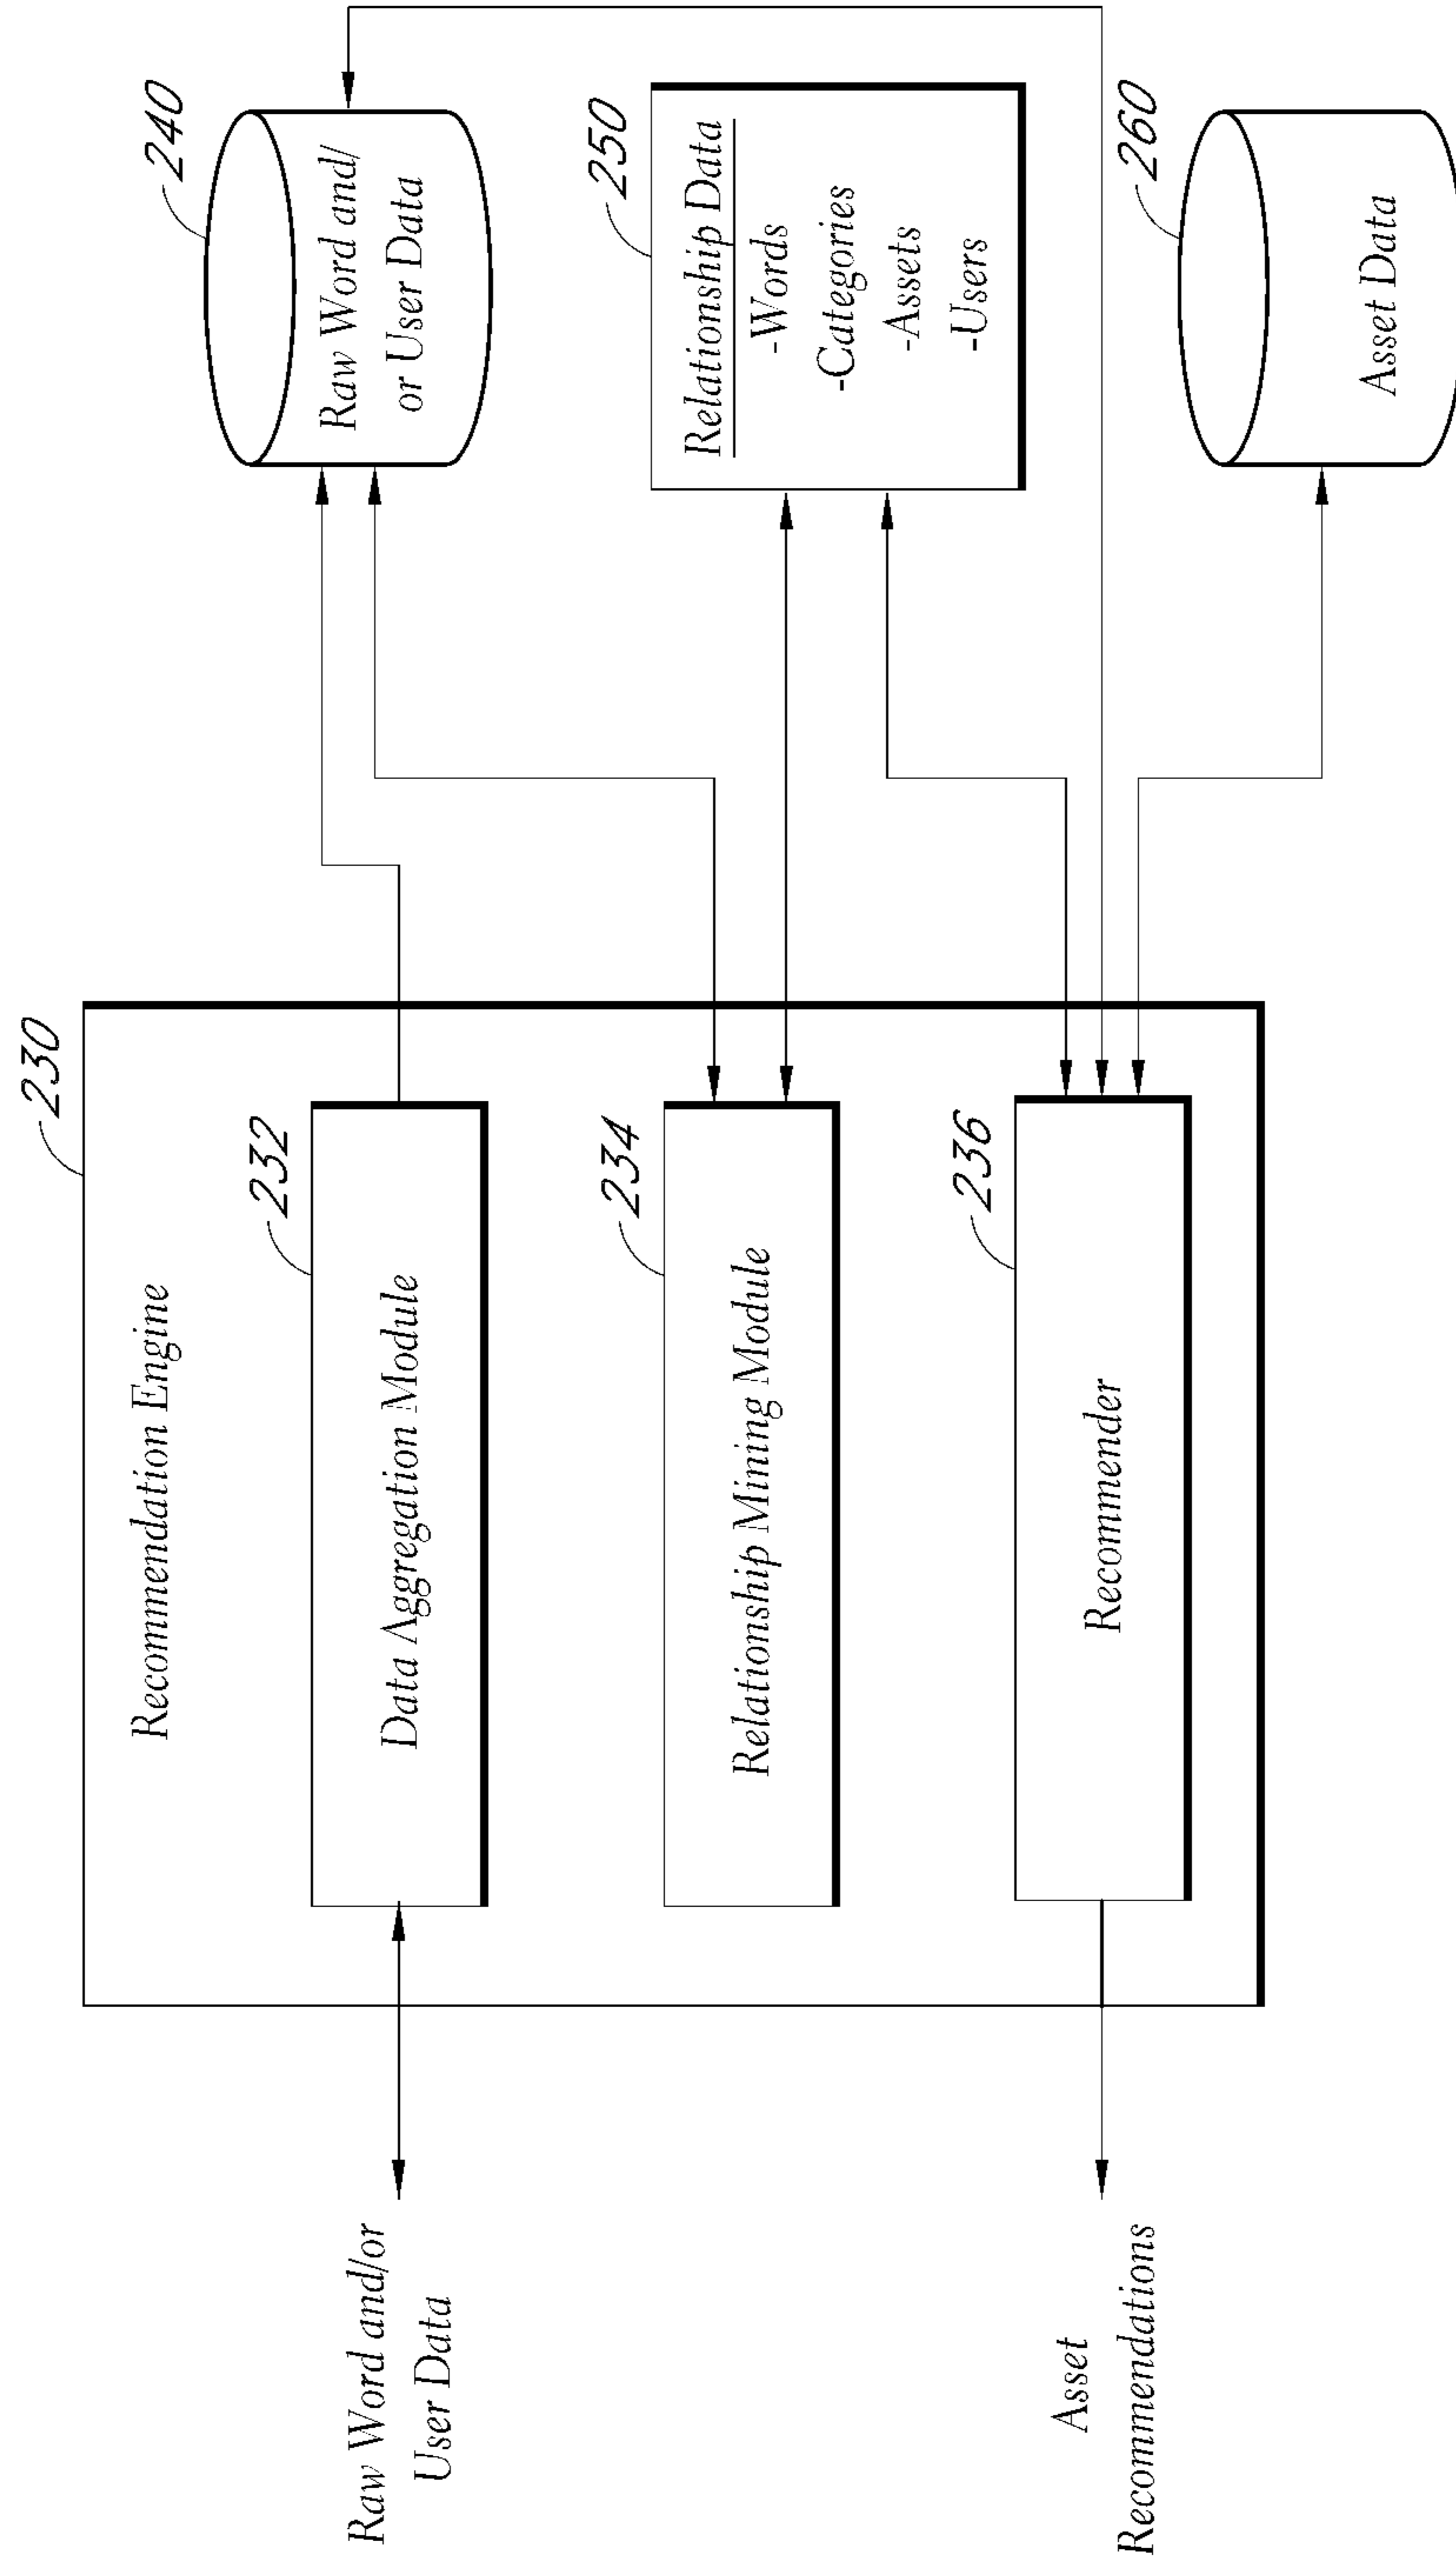 230
Recommendation Engine
Raw Word and/or
User Data
232
Data Aggregation Module
240
Raw Word and/
or User Data
234
Relationship Mining Module
250
Relationship Data
-Words
-Categories
-Assets
-Users
236
Recommender
Asset
Recommendations
260
Asset Data